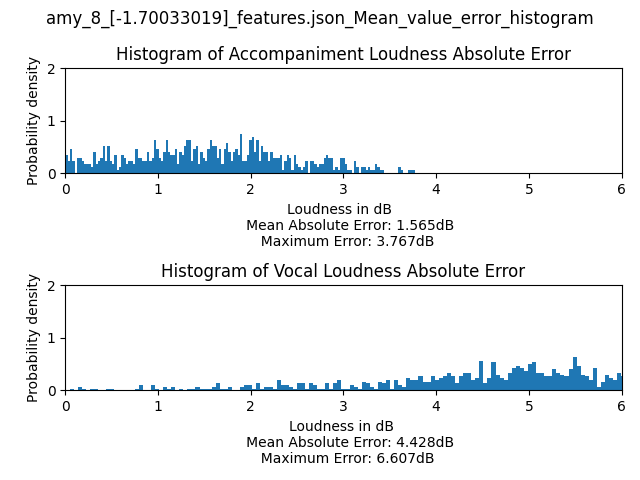 amy_8_[-1.70033019]_features.json_Mean_value_error_histogram
Histogram of Accompaniment Loudness Absolute Error
Probability density
2
1
0
0 1 2 3 4 5 6
Loudness in dB
Mean Absolute Error: 1.565dB
Maximum Error: 3.767dB
Histogram of Vocal Loudness Absolute Error
Probability density
2
1
0
0 1 2 3 4 5 6
Loudness in dB
Mean Absolute Error: 4.428dB
Maximum Error: 6.607dB